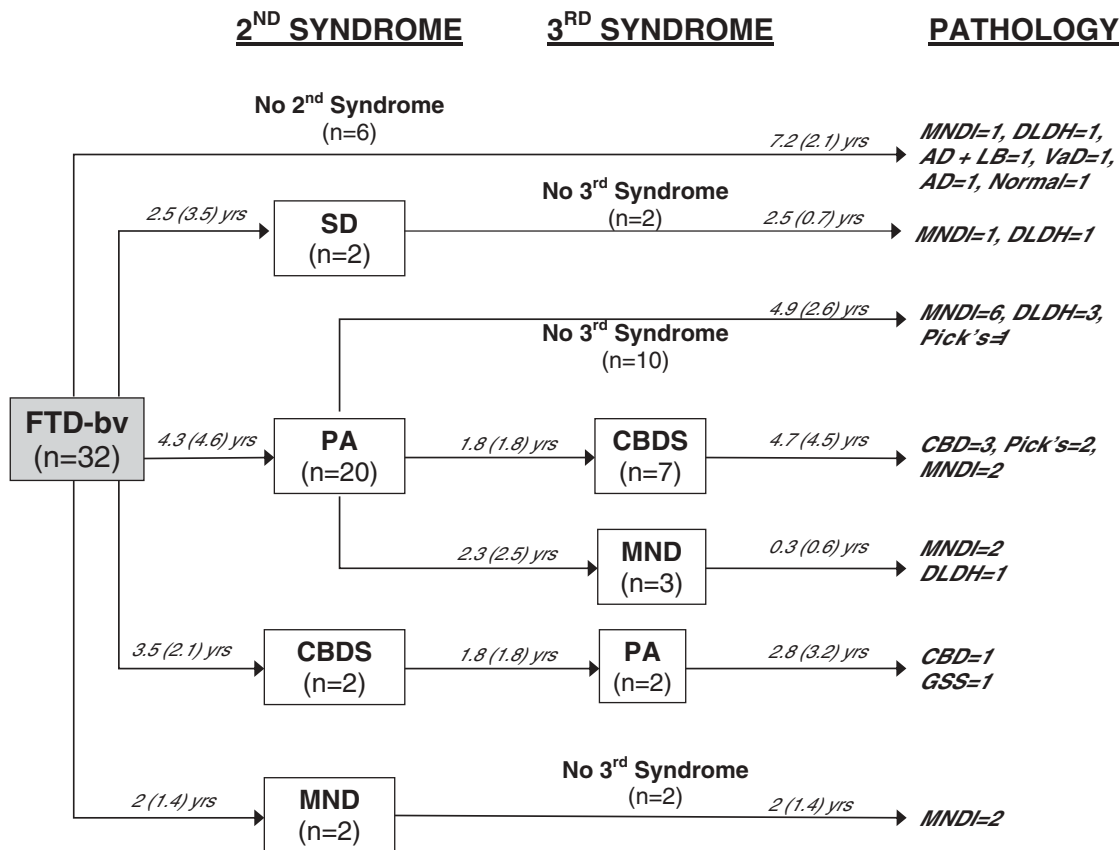 2ND SYNDROME 3RD SYNDROME PATHOLOGY
No 2nd Syndrome
(n=6)
7.2 (2.1) yrs
MNDI=1, DLDH=1,
AD + LB=1, VaD=1,
AD=1, Normal=1
2.5 (3.5) yrs
SD
(n=2)
No 3rd Syndrome
(n=2)
2.5 (0.7) yrs
MNDI=1, DLDH=1
4.9 (2.6) yrs
No 3rd Syndrome
(n=10)
MNDI=6, DLDH=3,
Pick's=1
FTD-bv
(n=32)
4.3 (4.6) yrs
PA
(n=20)
1.8 (1.8) yrs
CBDS
(n=7)
4.7 (4.5) yrs
CBD=3, Pick's=2,
MNDI=2
2.3 (2.5) yrs
MND
(n=3)
0.3 (0.6) yrs
MNDI=2
DLDH=1
3.5 (2.1) yrs
CBDS
(n=2)
1.8 (1.8) yrs
PA
(n=2)
2.8 (3.2) yrs
CBD=1
GSS=1
2 (1.4) yrs
MND
(n=2)
No 3rd Syndrome
(n=2)
2 (1.4) yrs
MNDI=2